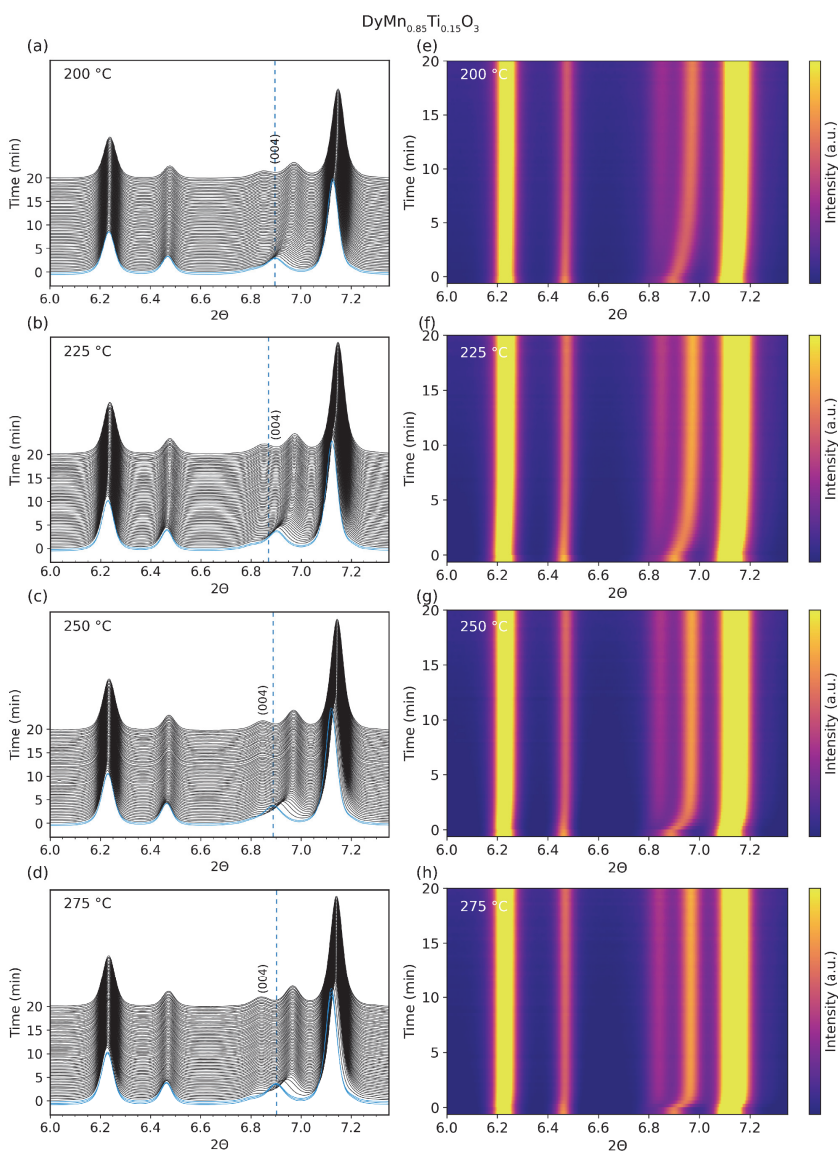 DyMn0.85Ti0.15O3
(a)
200 °C
(004)
Time (min)
20
15
10
5
0
6.0 6.2 6.4 6.6 6.8 7.0 7.2
2Θ
(e)
200 °C
Time (min)
20
15
10
5
0
6.0 6.2 6.4 6.6 6.8 7.0 7.2
2Θ
Intensity (a.u.)
(b)
225 °C
(004)
Time (min)
20
15
10
5
0
6.0 6.2 6.4 6.6 6.8 7.0 7.2
2Θ
(f)
225 °C
Time (min)
20
15
10
5
0
6.0 6.2 6.4 6.6 6.8 7.0 7.2
2Θ
Intensity (a.u.)
(c)
250 °C
(004)
Time (min)
20
15
10
5
0
6.0 6.2 6.4 6.6 6.8 7.0 7.2
2Θ
(g)
250 °C
Time (min)
20
15
10
5
0
6.0 6.2 6.4 6.6 6.8 7.0 7.2
2Θ
Intensity (a.u.)
(d)
275 °C
(004)
Time (min)
20
15
10
5
0
6.0 6.2 6.4 6.6 6.8 7.0 7.2
2Θ
(h)
275 °C
Time (min)
20
15
10
5
0
6.0 6.2 6.4 6.6 6.8 7.0 7.2
2Θ
Intensity (a.u.)